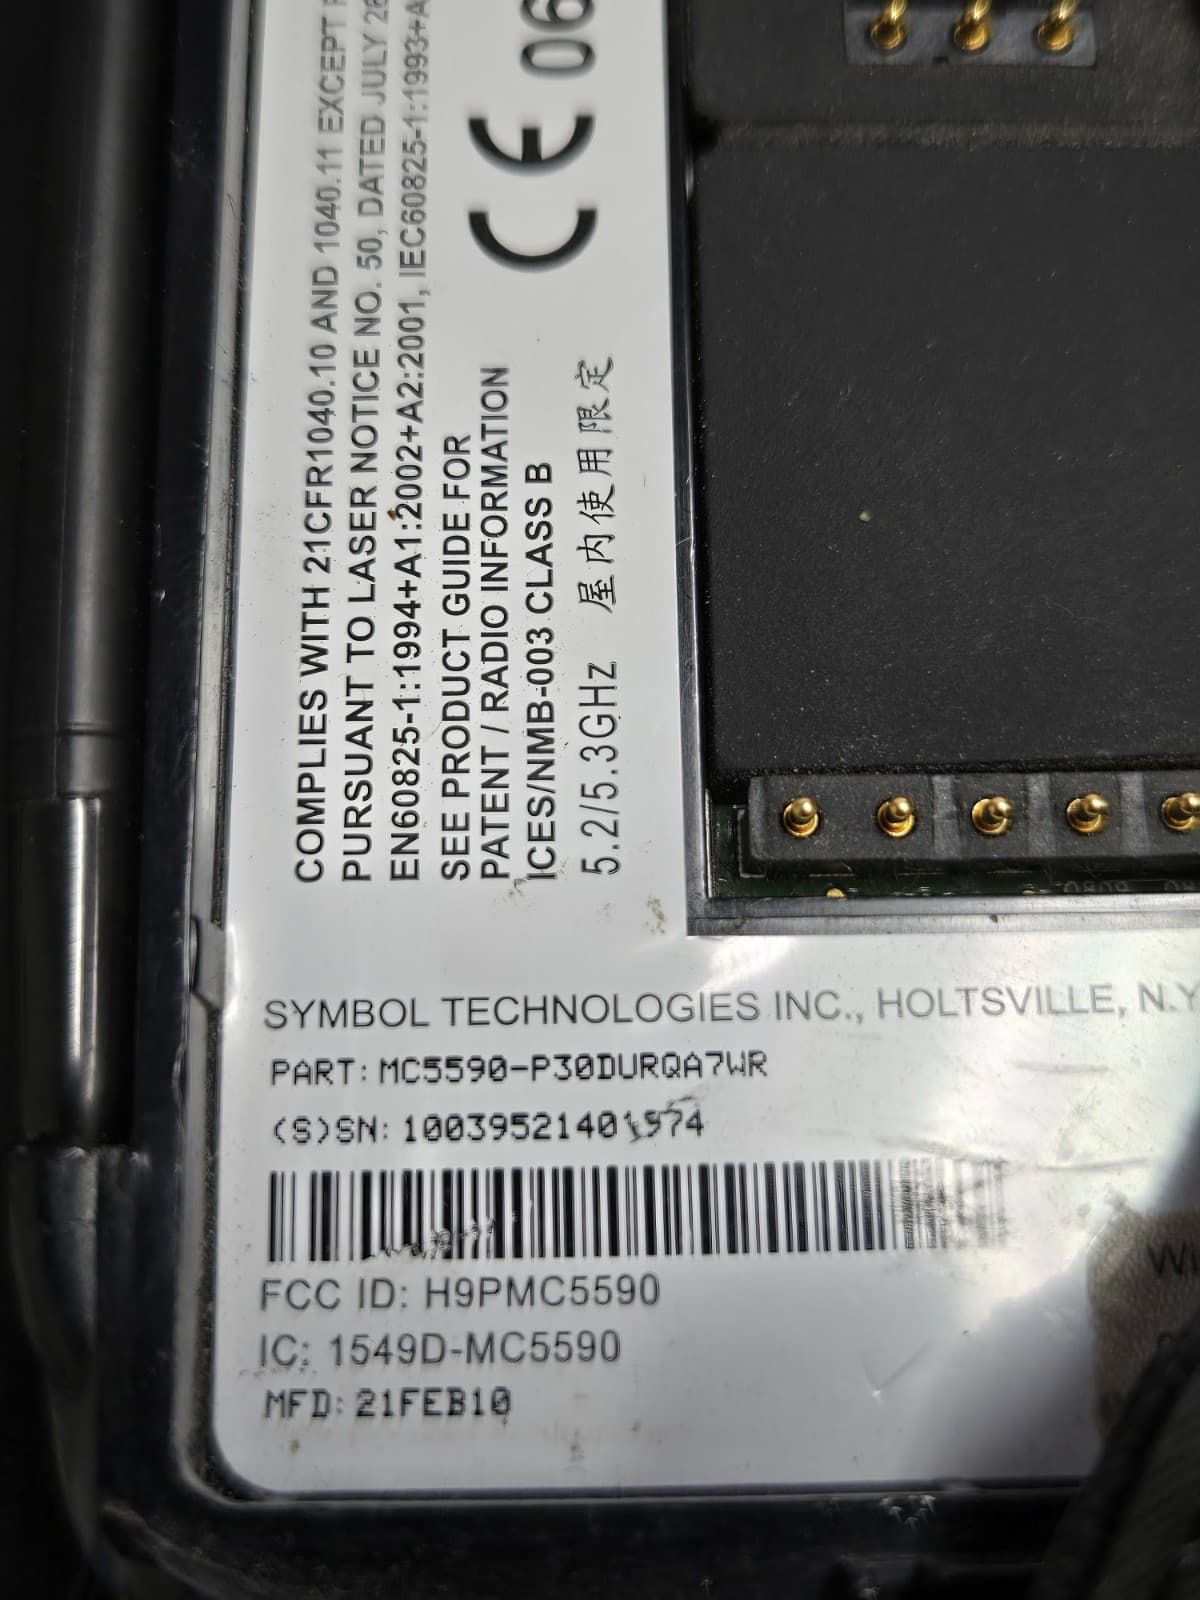 COMPLIES WITH 21CFR1040.10 AND 1040.11 EXCEPT
PURSUANT TO LASER NOTICE NO. 50, DATED JULY 26
EN60825-1:1994+A1:2002+A2:2001, IEC60825-1:1993+A
SEE PRODUCT GUIDE FOR
PATENT / RADIO INFORMATION
ICES/NMB-003 CLASS B
5.2/5.3GHz 屋内使用限定
CE 06
SYMBOL TECHNOLOGIES INC., HOLTSVILLE, N.Y
PART: MC5590-P30DURQA7WR
(S)SN:
FCC ID: H9PMC5590
IC: 1549D-MC5590
MFD: 21FEB10